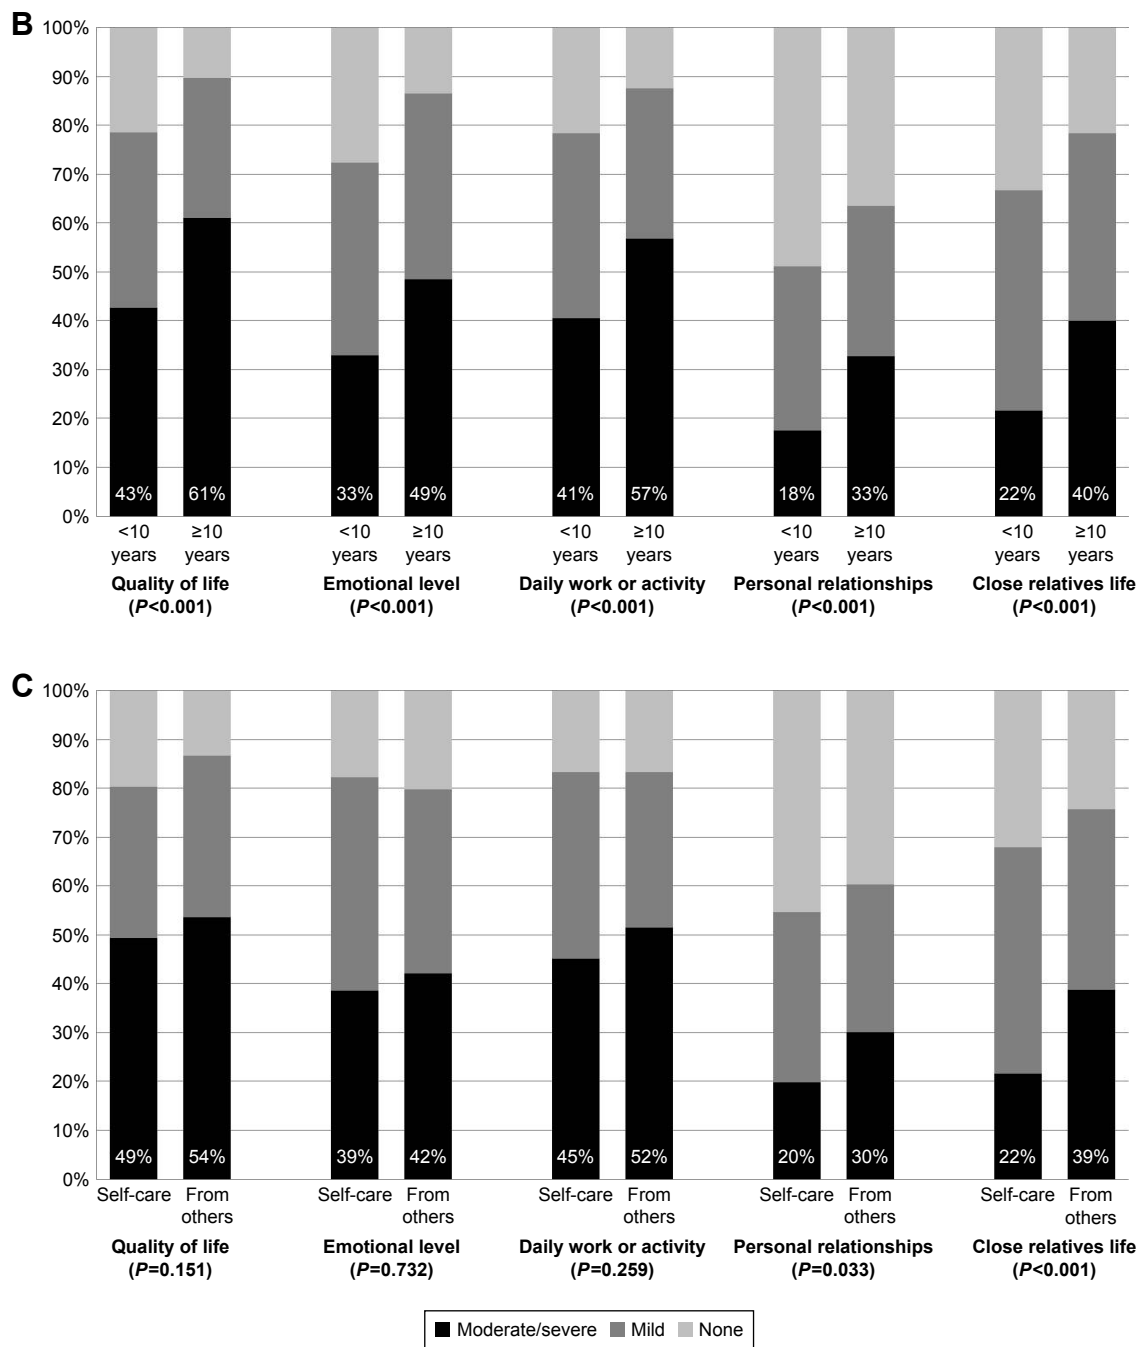 B
100%
90%
80%
70%
60%
50%
40%
30%
20%
10%
0%
43% 61% 33% 49% 41% 57% 18% 33% 22% 40%
<10 ≥10 <10 ≥10 <10 ≥10 <10 ≥10 <10 ≥10
years years years years years years years years years years
Quality of life Emotional level Daily work or activity Personal relationships Close relatives life
(P<0.001) (P<0.001) (P<0.001) (P<0.001) (P<0.001)
C
100%
90%
80%
70%
60%
50%
40%
30%
20%
10%
0%
49% 54% 39% 42% 45% 52% 20% 30% 22% 39%
Self-care From Self-care From Self-care From Self-care From Self-care From
others others others others others
Quality of life Emotional level Daily work or activity Personal relationships Close relatives life
(P=0.151) (P=0.732) (P=0.259) (P=0.033) (P<0.001)
Moderate/severe Mild None